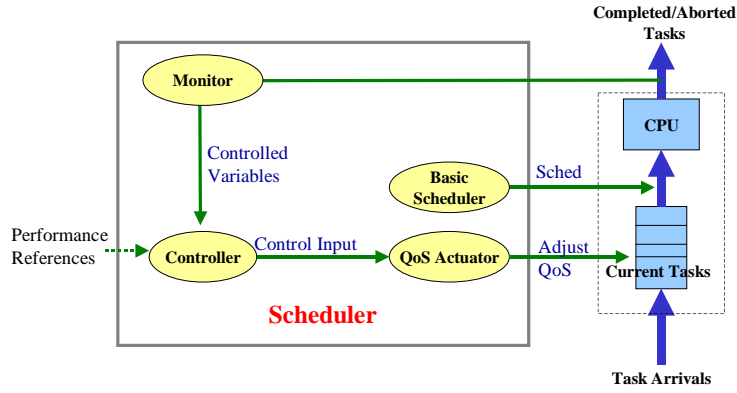 Completed/Aborted
Tasks
Monitor
CPU
Controlled
Variables
Basic
Scheduler
Sched
Performance
References
Controller
Control Input
QoS Actuator
Adjust
QoS
Current Tasks
Scheduler
Task Arrivals